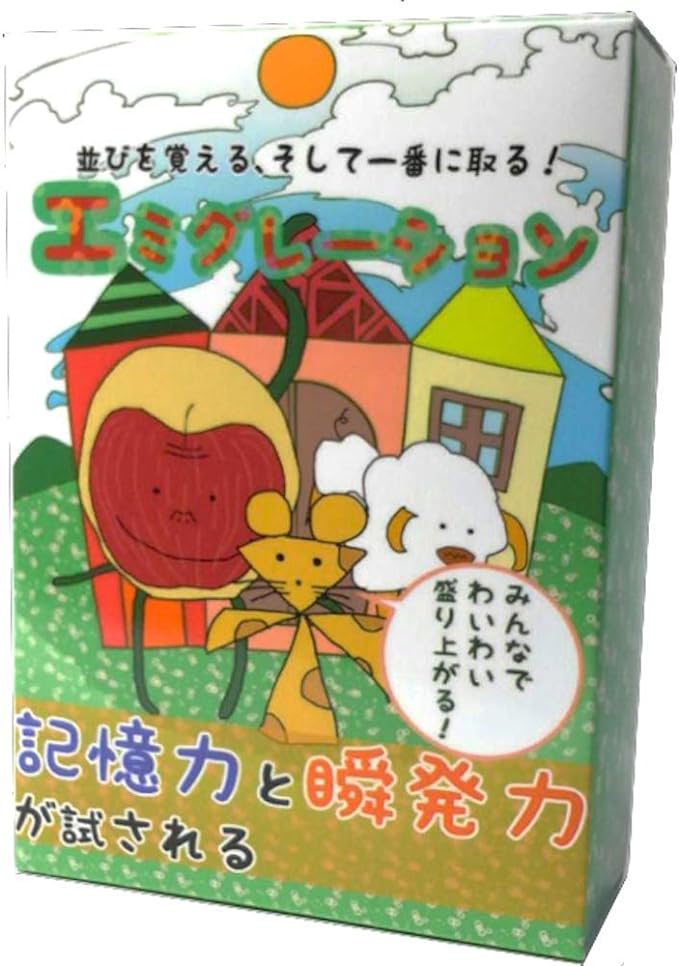 並びを覚える、そして一番に取る！
エミグレーション
みんなで
わいわい
盛り上がる！
記憶力と瞬発力
が試される